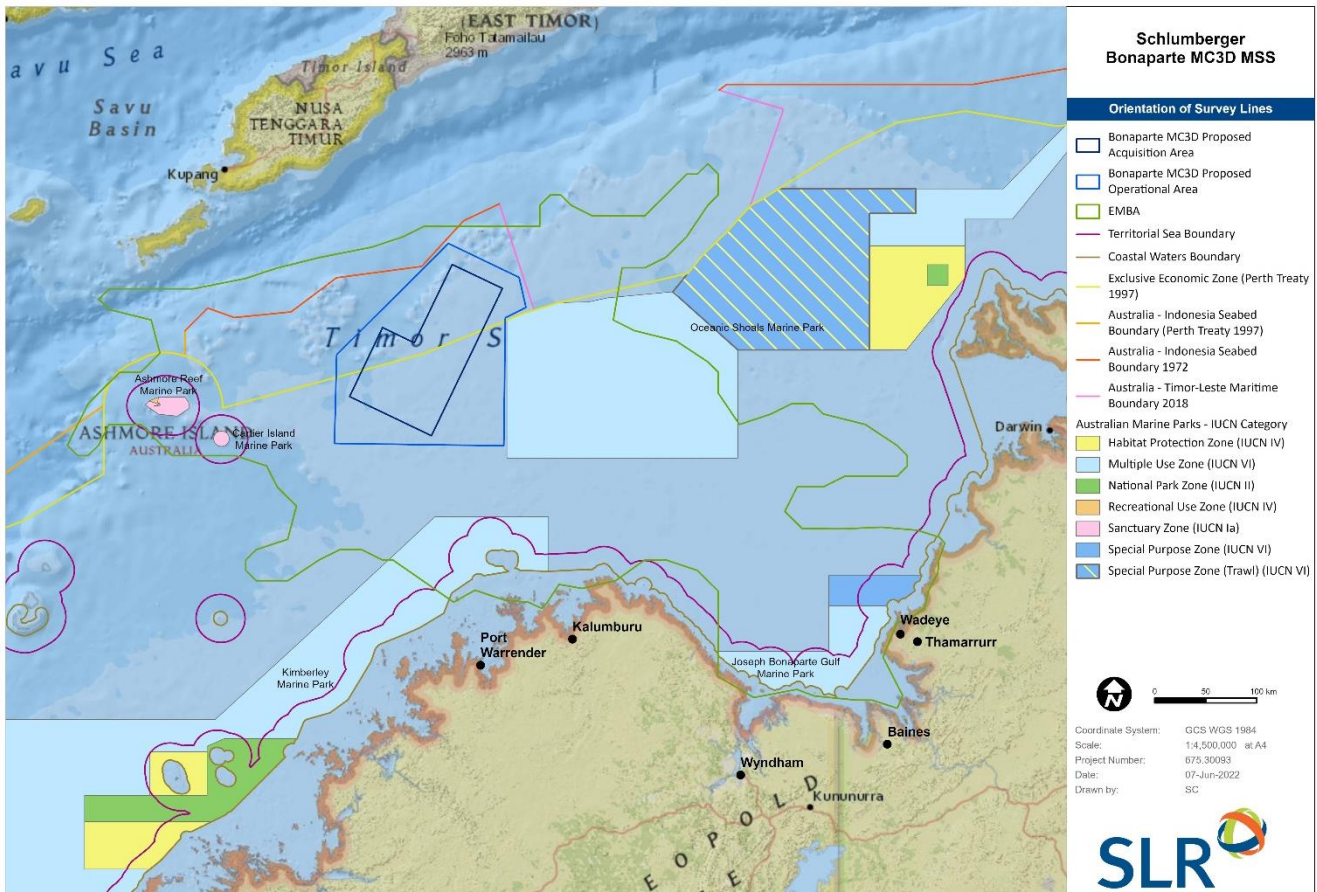 (EAST TIMOR)
Foho Tatamailau
2963 m
avu Sea
Timor Island
Savu
Basin
NUSA
TENGGARA
TIMUR
Kupang
Timor S
Oceanic Shoals Marine Park
Ashmore Reef
Marine Park
ASHMORE ISLAND
AUSTRALIA
Cartier Island
Marine Park
Darwin
Wadeye
Thamarrurr
Kalumburu
Port
Warrender
Joseph Bonaparte Gulf
Marine Park
Kimberley
Marine Park
Baines
Wyndham
Kununurra
EOPOLD
Schlumberger
Bonaparte MC3D MSS
Orientation of Survey Lines
Bonaparte MC3D Proposed
Acquisition Area
Bonaparte MC3D Proposed
Operational Area
EMBA
Territorial Sea Boundary
Coastal Waters Boundary
Exclusive Economic Zone (Perth Treaty
1997)
Australia - Indonesia Seabed
Boundary (Perth Treaty 1997)
Australia - Indonesia Seabed
Boundary 1972
Australia - Timor-Leste Maritime
Boundary 2018
Australian Marine Parks - IUCN Category
Habitat Protection Zone (IUCN IV)
Multiple Use Zone (IUCN VI)
National Park Zone (IUCN II)
Recreational Use Zone (IUCN IV)
Sanctuary Zone (IUCN Ia)
Special Purpose Zone (IUCN VI)
Special Purpose Zone (Trawl) (IUCN VI)
N
0 50 100 km
Coordinate System: GCS WGS 1984
Scale: 1:4,500,000 at A4
Project Number: 675.30093
Date: 07-Jun-2022
Drawn by: SC
SLR